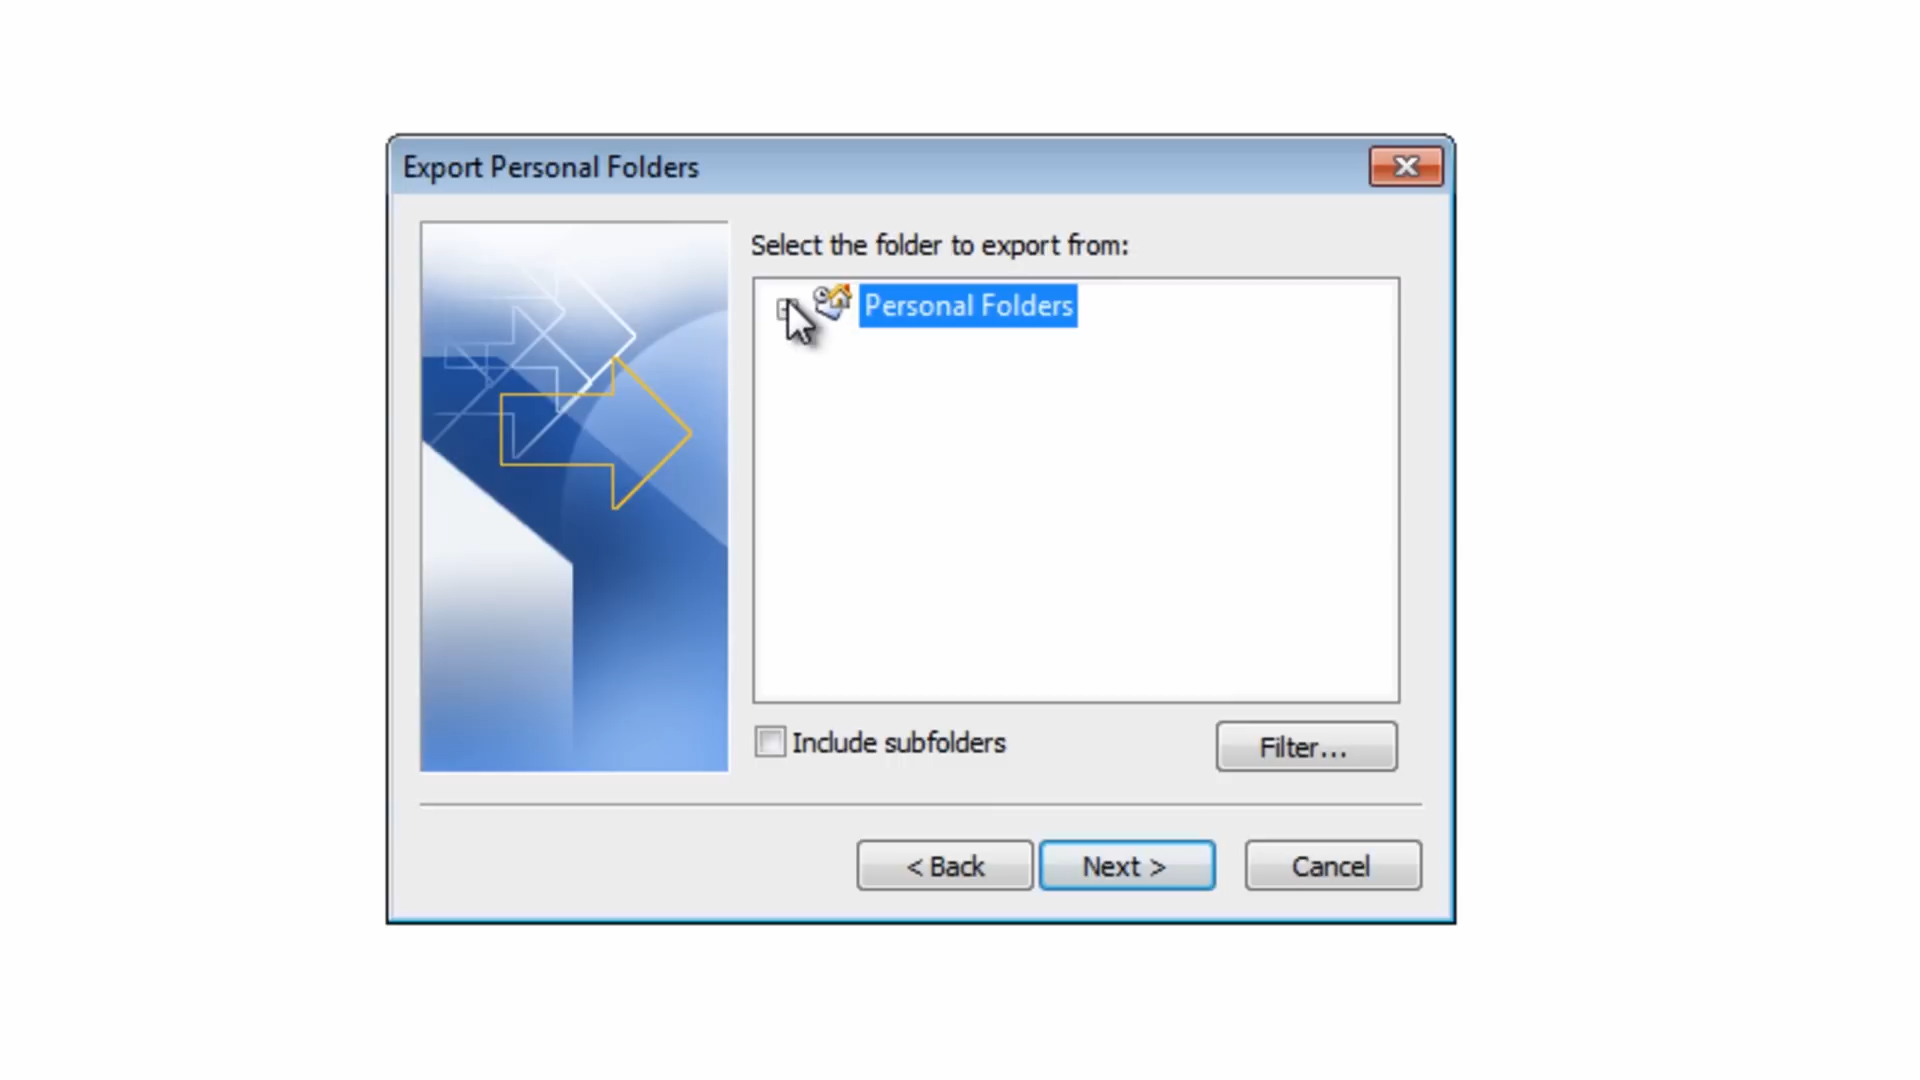 Export Personal Folders
Select the folder to export from:
Personal Folders
Include subfolders
Filter...
< Back
Next >
Cancel